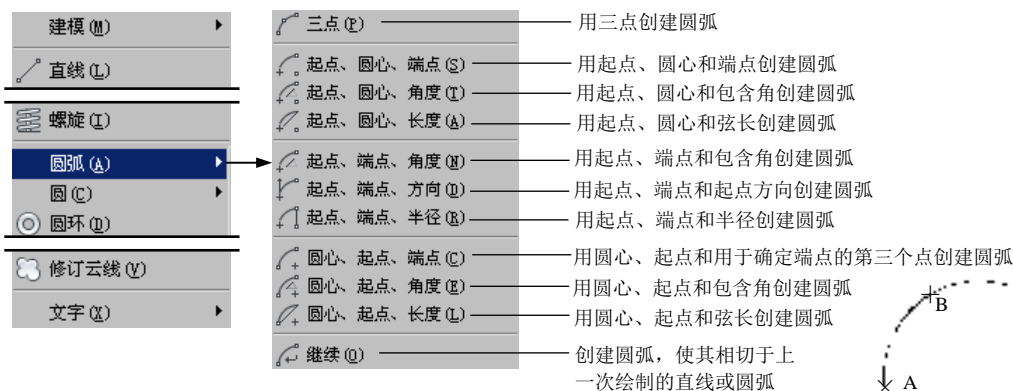 建模(M)
直线(L)
螺旋(I)
圆弧(A)
圆(C)
圆环(D)
修订云线(V)
文字(X)
三点(P)
用三点创建圆弧
起点、圆心、端点(S)
用起点、圆心和端点创建圆弧
起点、圆心、角度(T)
用起点、圆心和包含角创建圆弧
起点、圆心、长度(A)
用起点、圆心和弦长创建圆弧
起点、端点、角度(N)
用起点、端点和包含角创建圆弧
起点、端点、方向(D)
用起点、端点和起点方向创建圆弧
起点、端点、半径(R)
用起点、端点和半径创建圆弧
圆心、起点、端点(C)
用圆心、起点和用于确定端点的第三个点创建圆弧
圆心、起点、角度(E)
用圆心、起点和包含角创建圆弧
圆心、起点、长度(L)
用圆心、起点和弦长创建圆弧
继续(O)
创建圆弧，使其相切于上
一次绘制的直线或圆弧
B
A